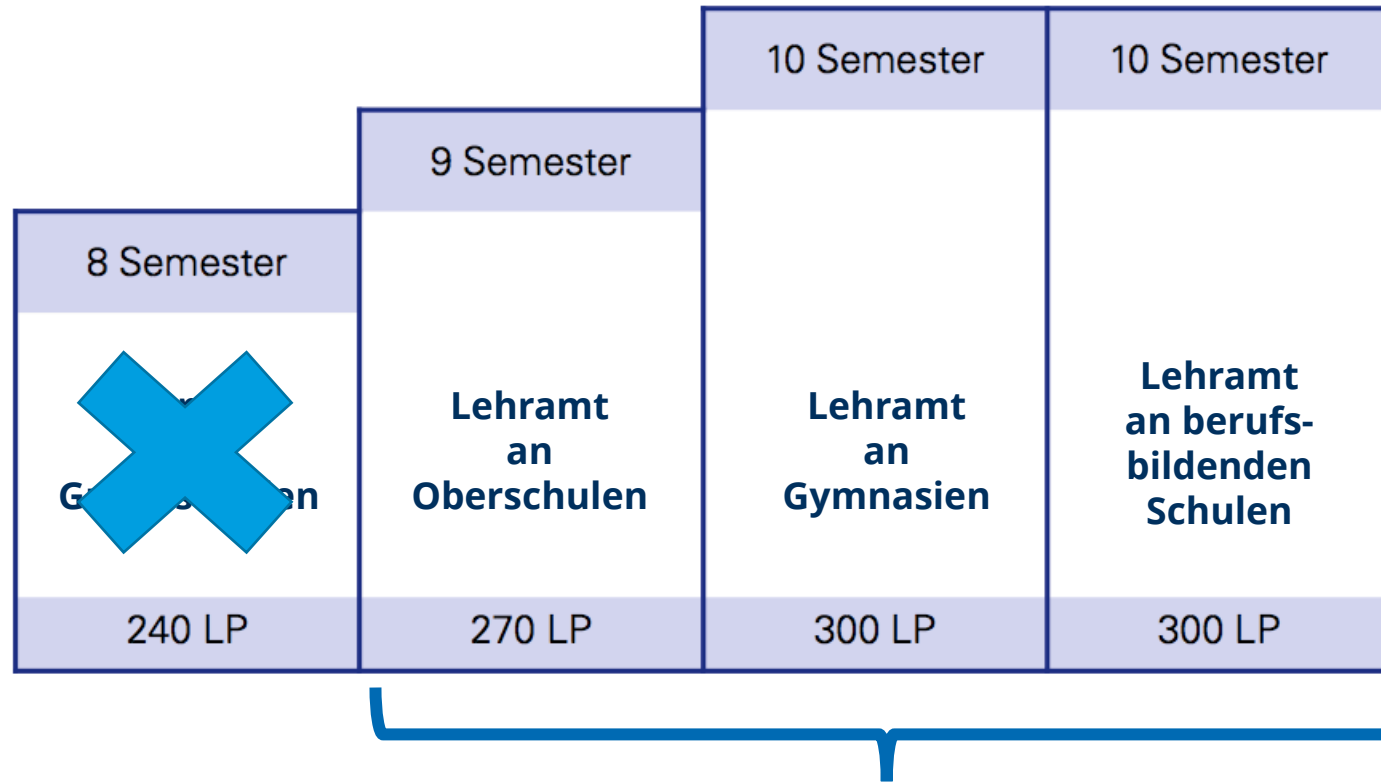 10 Semester
10 Semester
9 Semester
8 Semester
Lehramt
an
Oberschulen
Lehramt
an
Gymnasien
Lehramt
an berufs-
bildenden
Schulen
240 LP
270 LP
300 LP
300 LP